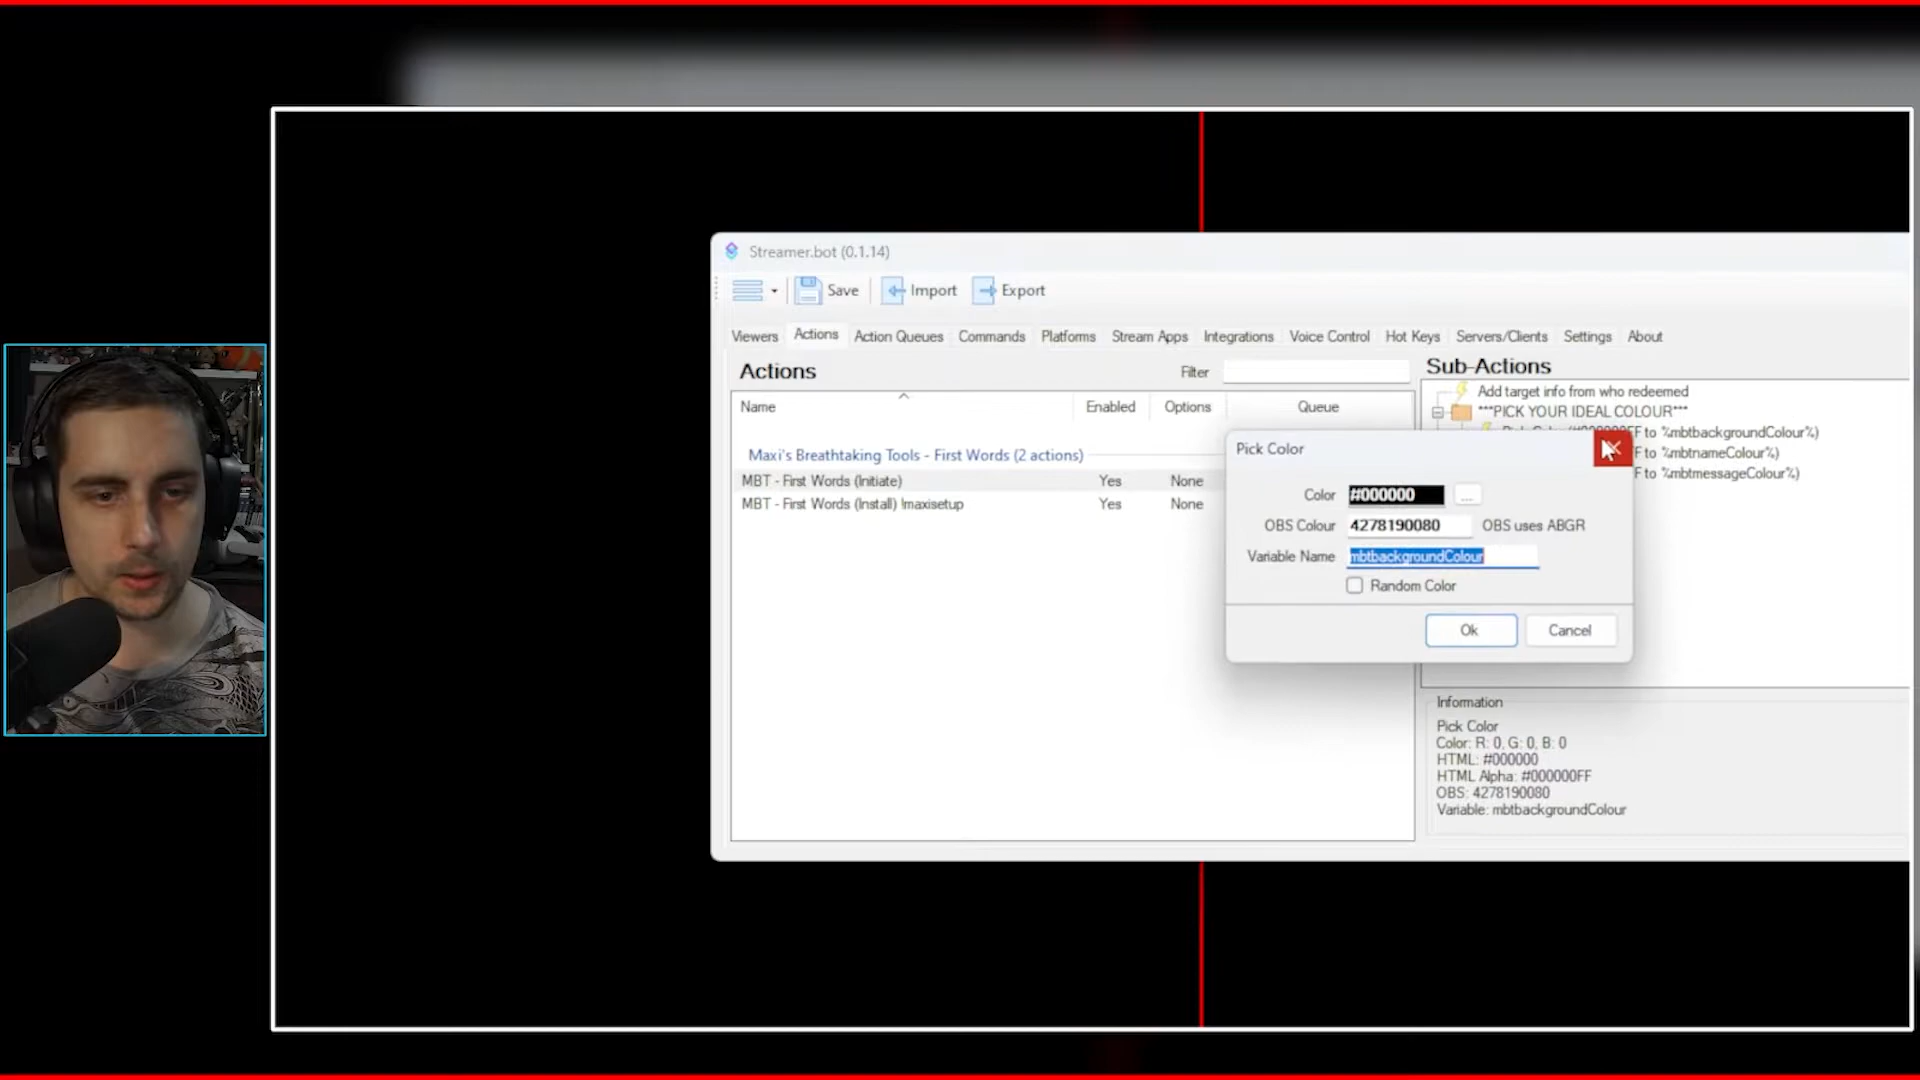 Streamer.bot (0.1.14)
Save Import Export
Viewers Actions Action Queues Commands Platforms Stream Apps Integrations Voice Control Hot Keys Servers/Clients Settings About
Actions
Filter
Name Enabled Options Queue
Maxi's Breathtaking Tools - First Words (2 actions)
MBT - First Words (Initiate) Yes None
MBT - First Words (Install) !maxisetup Yes None
Sub-Actions
Add target info from who redeemed
***PICK YOUR IDEAL COLOUR***
FF to %mbtbackgroundColour%)
F to %mbtnameColour%)
F to %mbtmessageColour%)
Pick Color
Color #000000 ...
OBS Colour 4278190080 OBS uses ABGR
Variable Name mbtbackgroundColour
Random Color
Ok Cancel
Information
Pick Color
Color: R: 0, G: 0, B: 0
HTML: #000000
HTML Alpha: #000000FF
OBS: 4278190080
Variable: mbtbackgroundColour